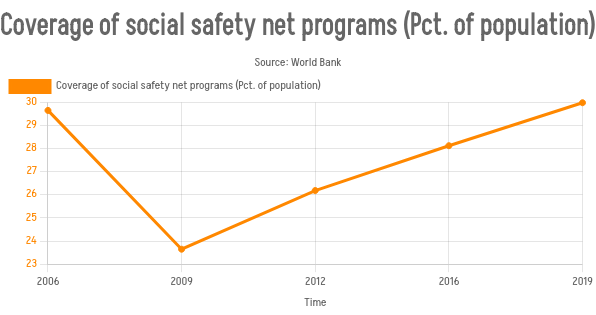 Coverage of social safety net programs (Pct. of population)
Source: World Bank
Coverage of social safety net programs (Pct. of population)
30
29
28
27
26
25
24
23
2006 2009 2012 2016 2019
Time